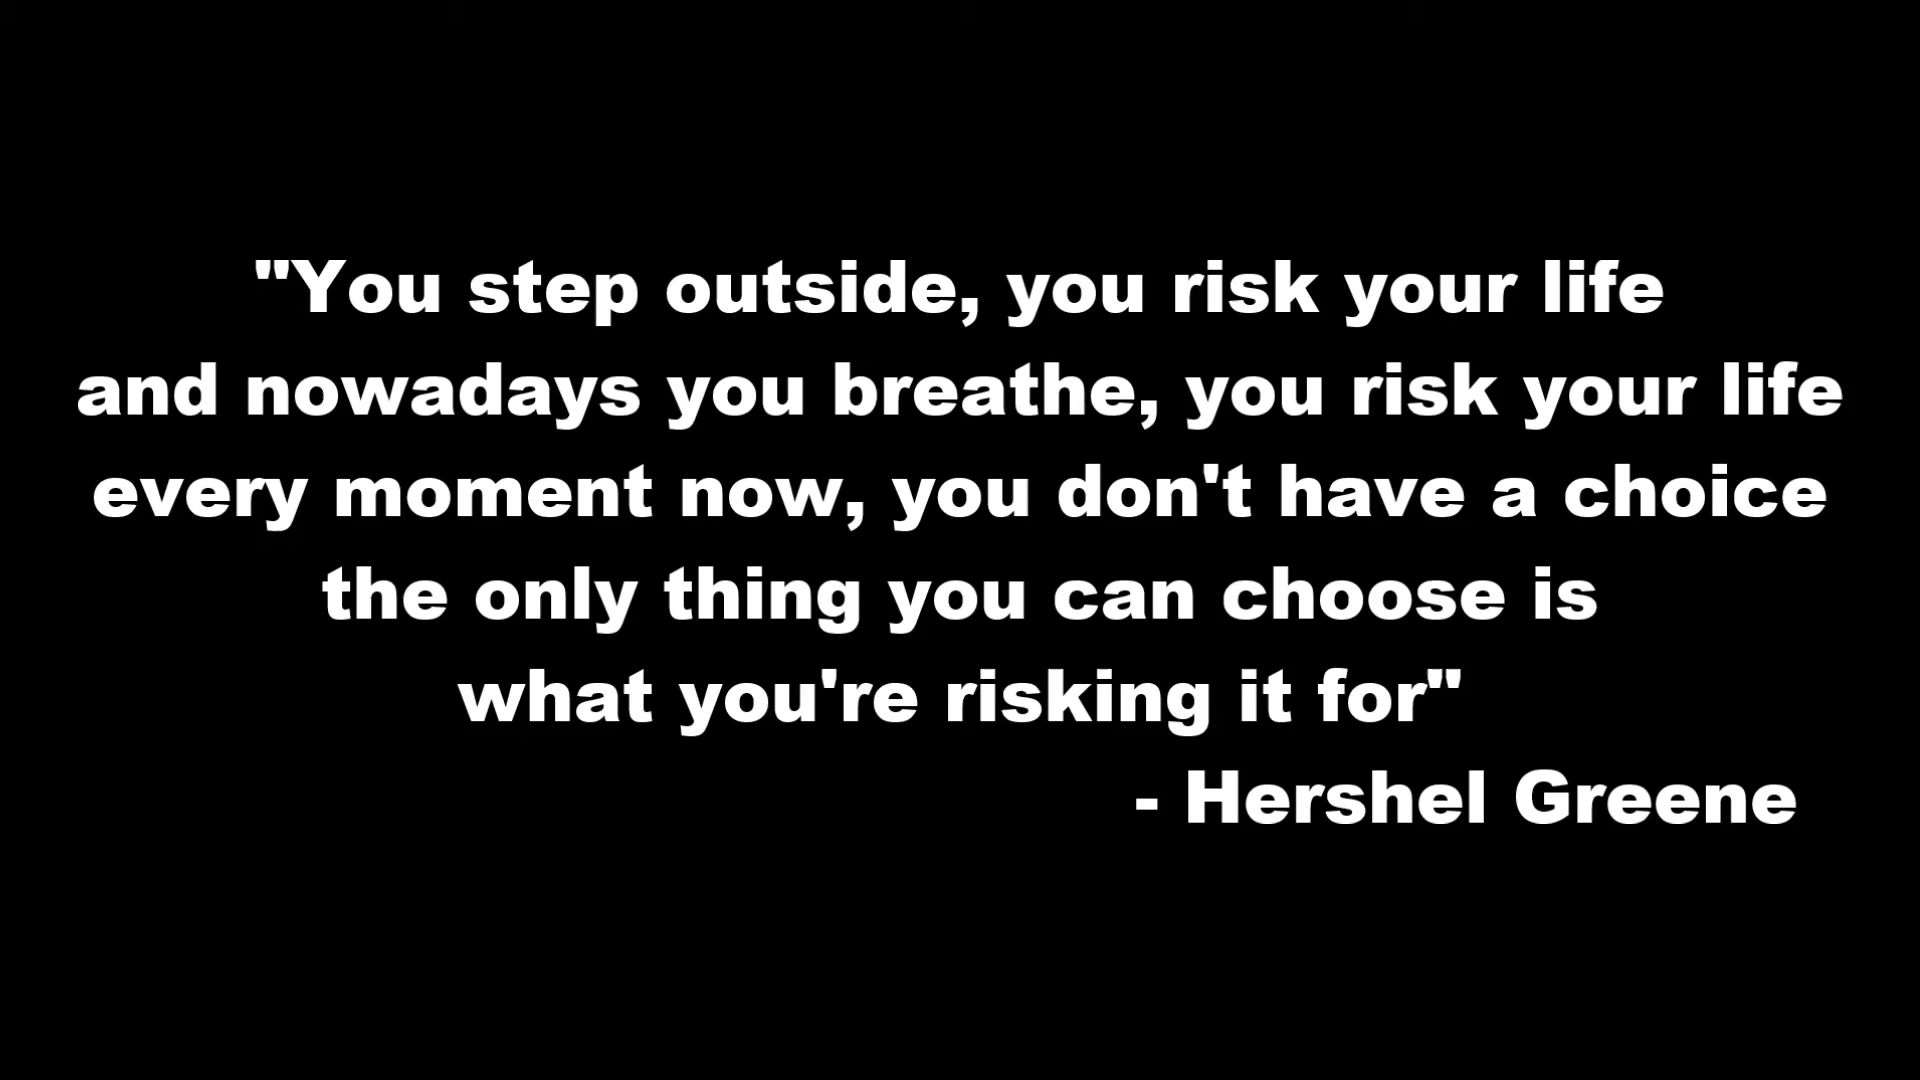 "You step outside, you risk your life
and nowadays you breathe, you risk your life
every moment now, you don't have a choice
the only thing you can choose is
what you're risking it for"
- Hershel Greene